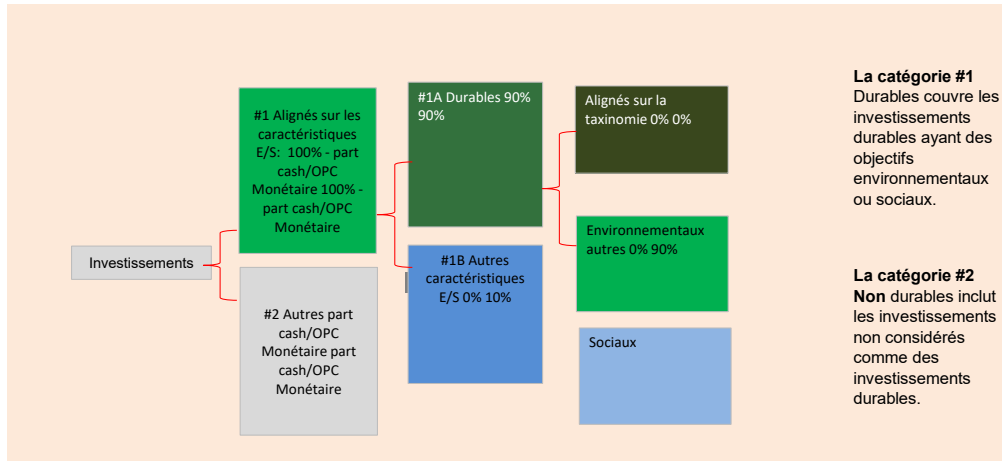 Investissements
#1 Alignés sur les
caractéristiques
E/S:  100% - part
cash/OPC
Monétaire 100% -
part cash/OPC
Monétaire
#2 Autres part
cash/OPC
Monétaire part
cash/OPC
Monétaire
#1A Durables 90%
90%
#1B Autres
caractéristiques
E/S 0% 10%
Alignés sur la
taxinomie 0% 0%
Environnementaux
autres 0% 90%
Sociaux
La catégorie #1
Durables couvre les
investissements
durables ayant des
objectifs
environnementaux
ou sociaux.
La catégorie #2
Non durables inclut
les investissements
non considérés
comme des
investissements
durables.